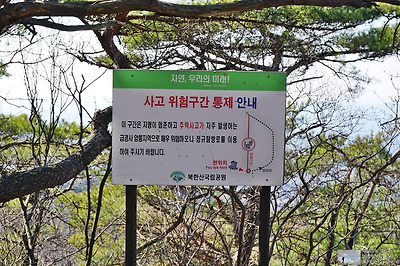 자연, 우리의 미래!
사고 위험구간 통제 안내
이 구간은 지형이 험준하고 추락사고가 자주 발생하는
급경사 암릉지역으로 매우 위험하오니 정규탐방로를 이용
하여 주시기 바랍니다.
현위치
You are here
북한산국립공원